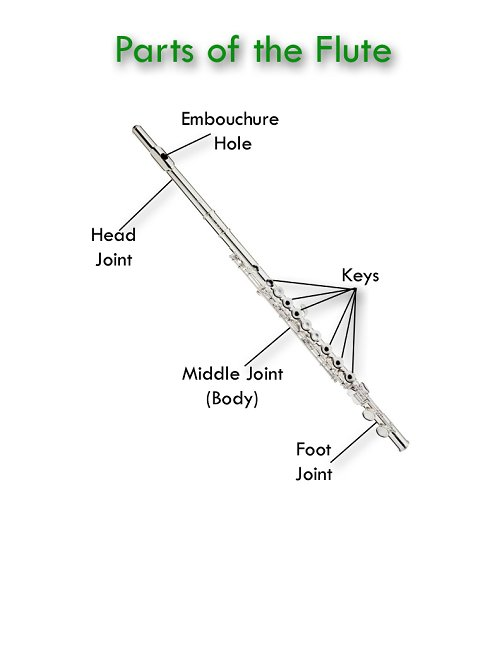 Parts of the Flute
Embouchure
Hole
Head
Joint
Keys
Middle Joint
(Body)
Foot
Joint